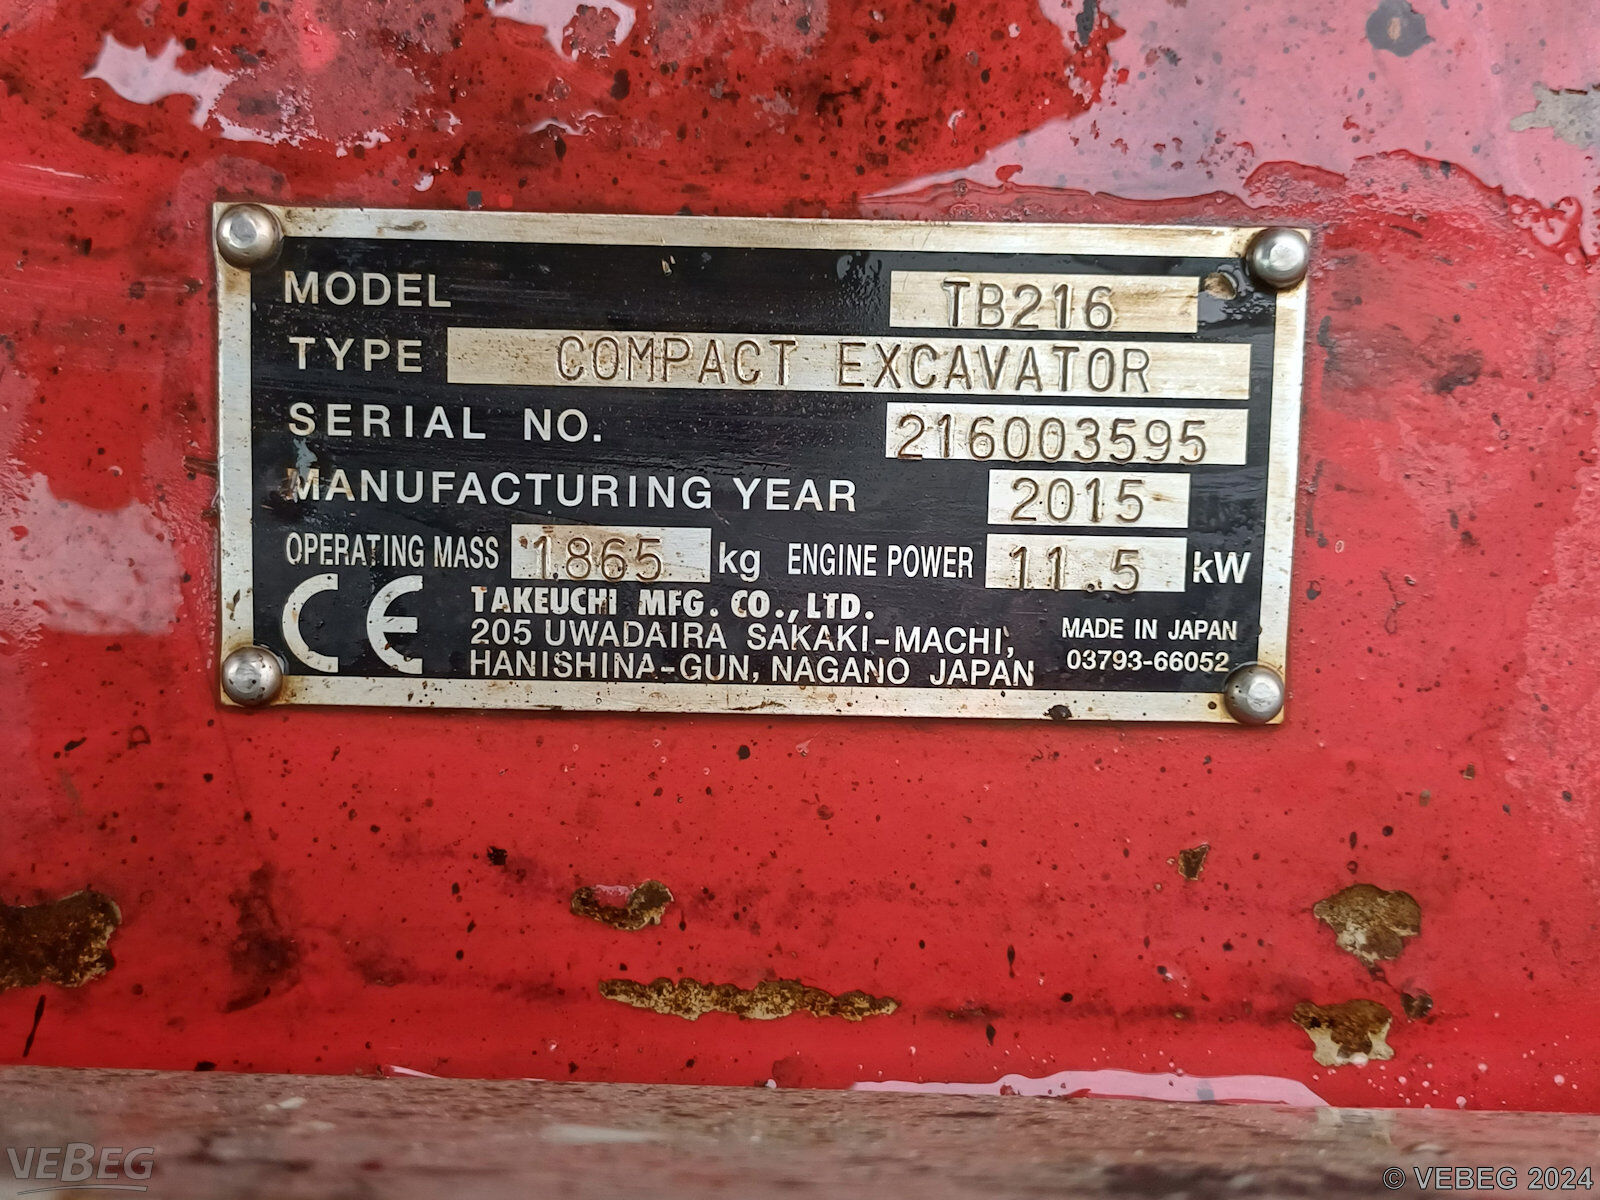 MODEL TB216
TYPE COMPACT EXCAVATOR
SERIAL NO. 216003595
MANUFACTURING YEAR 2015
OPERATING MASS 1865 kg ENGINE POWER 11.5 kW
CE
TAKEUCHI MFG. CO., LTD.
205 UWADAIRA SAKAKI-MACHI,
HANISHINA-GUN, NAGANO JAPAN
MADE IN JAPAN
03793-66052
VEBEG
© VEBEG 2024